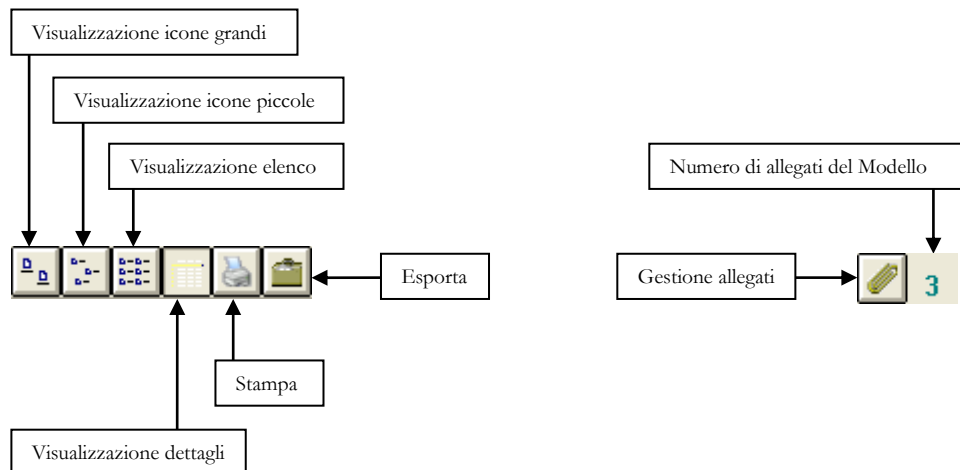 Visualizzazione icone grandi
Visualizzazione icone piccole
Visualizzazione elenco
Numero di allegati del Modello
Esporta
Gestione allegati
3
Stampa
Visualizzazione dettagli